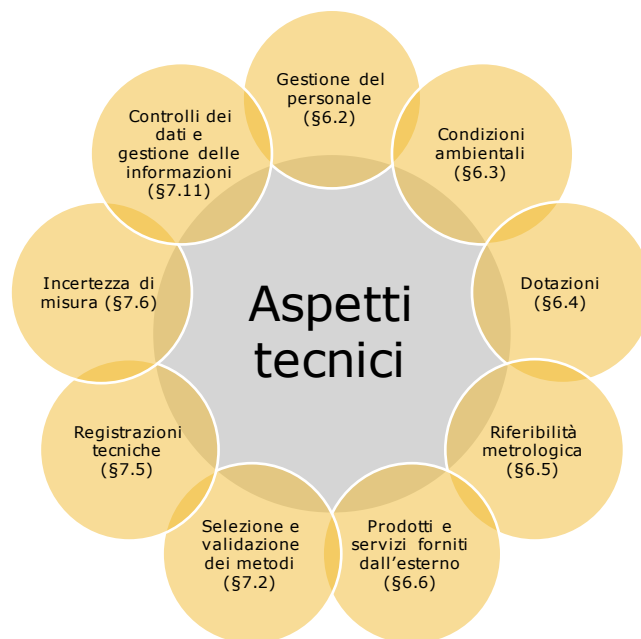 Gestione del
personale
(§6.2)
Condizioni
ambientali
(§6.3)
Dotazioni
(§6.4)
Riferibilità
metrologica
(§6.5)
Prodotti e
servizi forniti
dall'esterno
(§6.6)
Selezione e
validazione
dei metodi
(§7.2)
Registrazioni
tecniche
(§7.5)
Incertezza di
misura (§7.6)
Controlli dei
dati e
gestione delle
informazioni
(§7.11)
Aspetti
tecnici